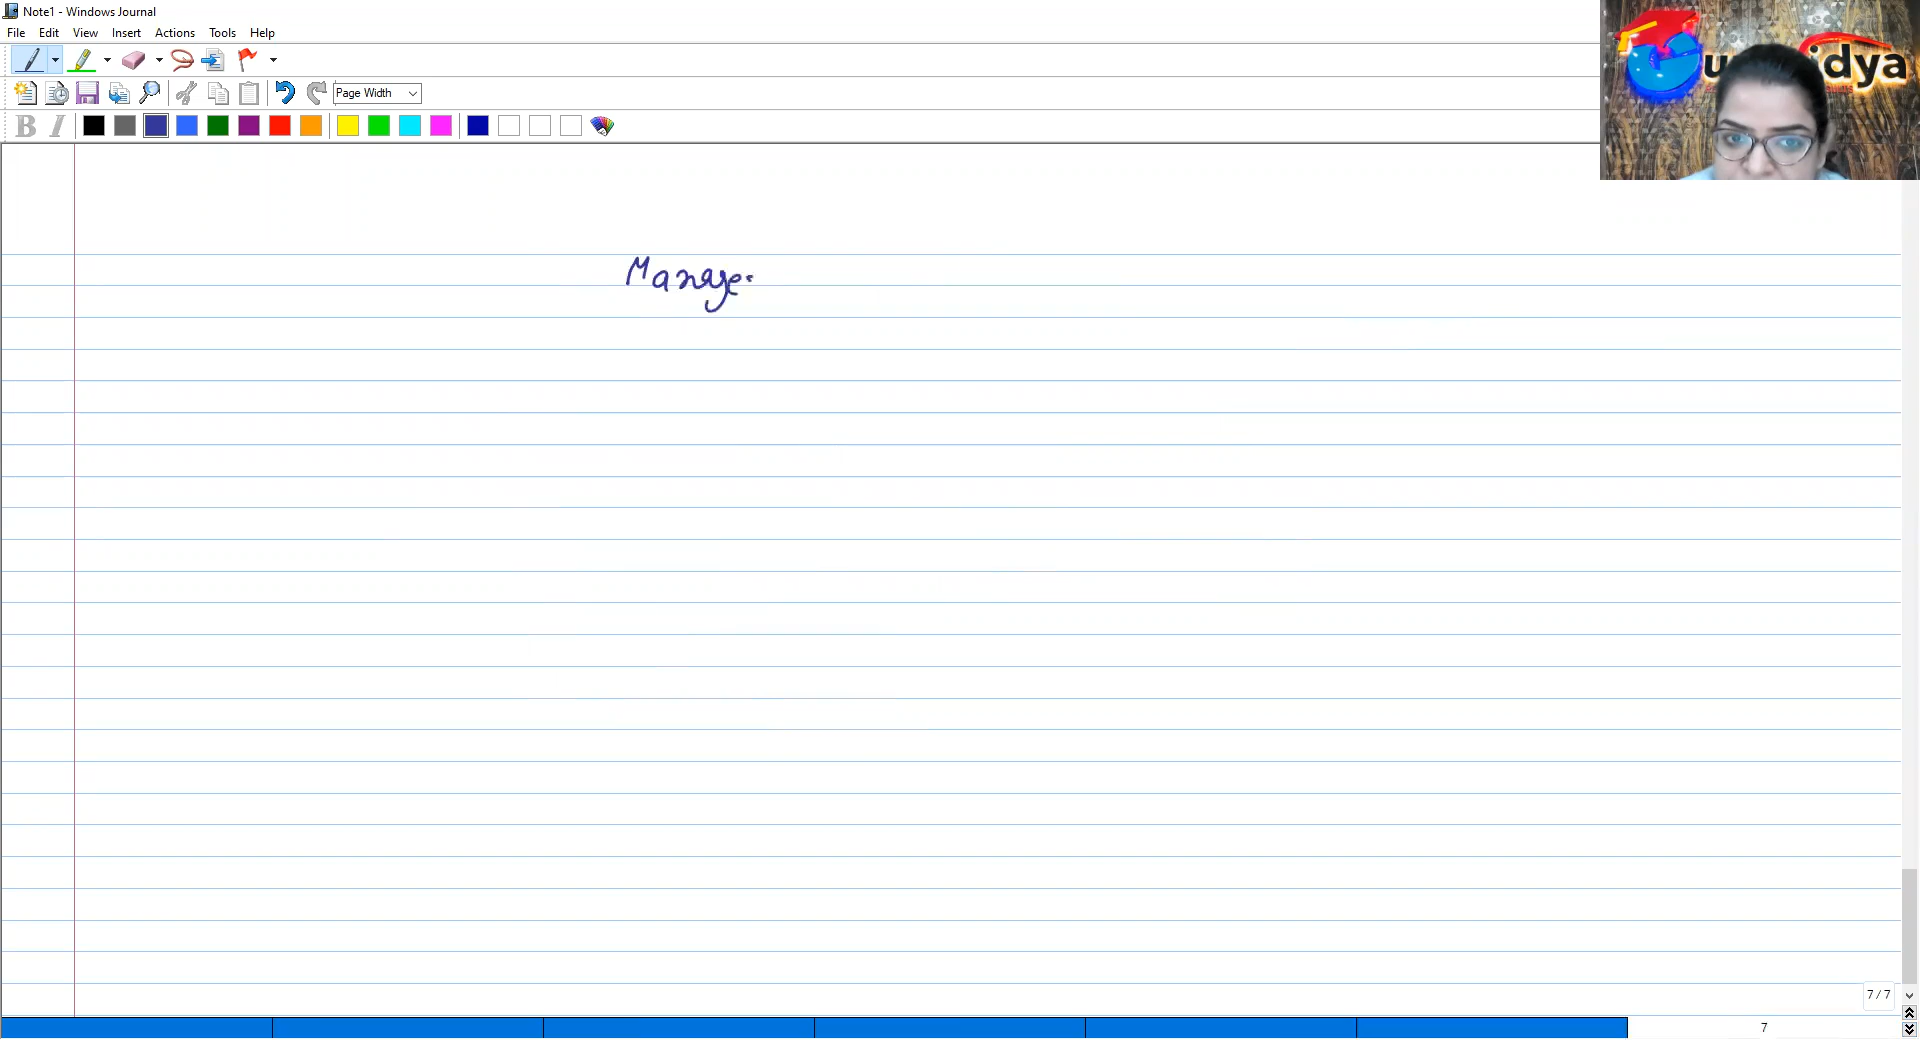 Note1 - Windows Journal
File Edit View Insert Actions Tools Help
Page Width
B I
Manage
7 / 7
7